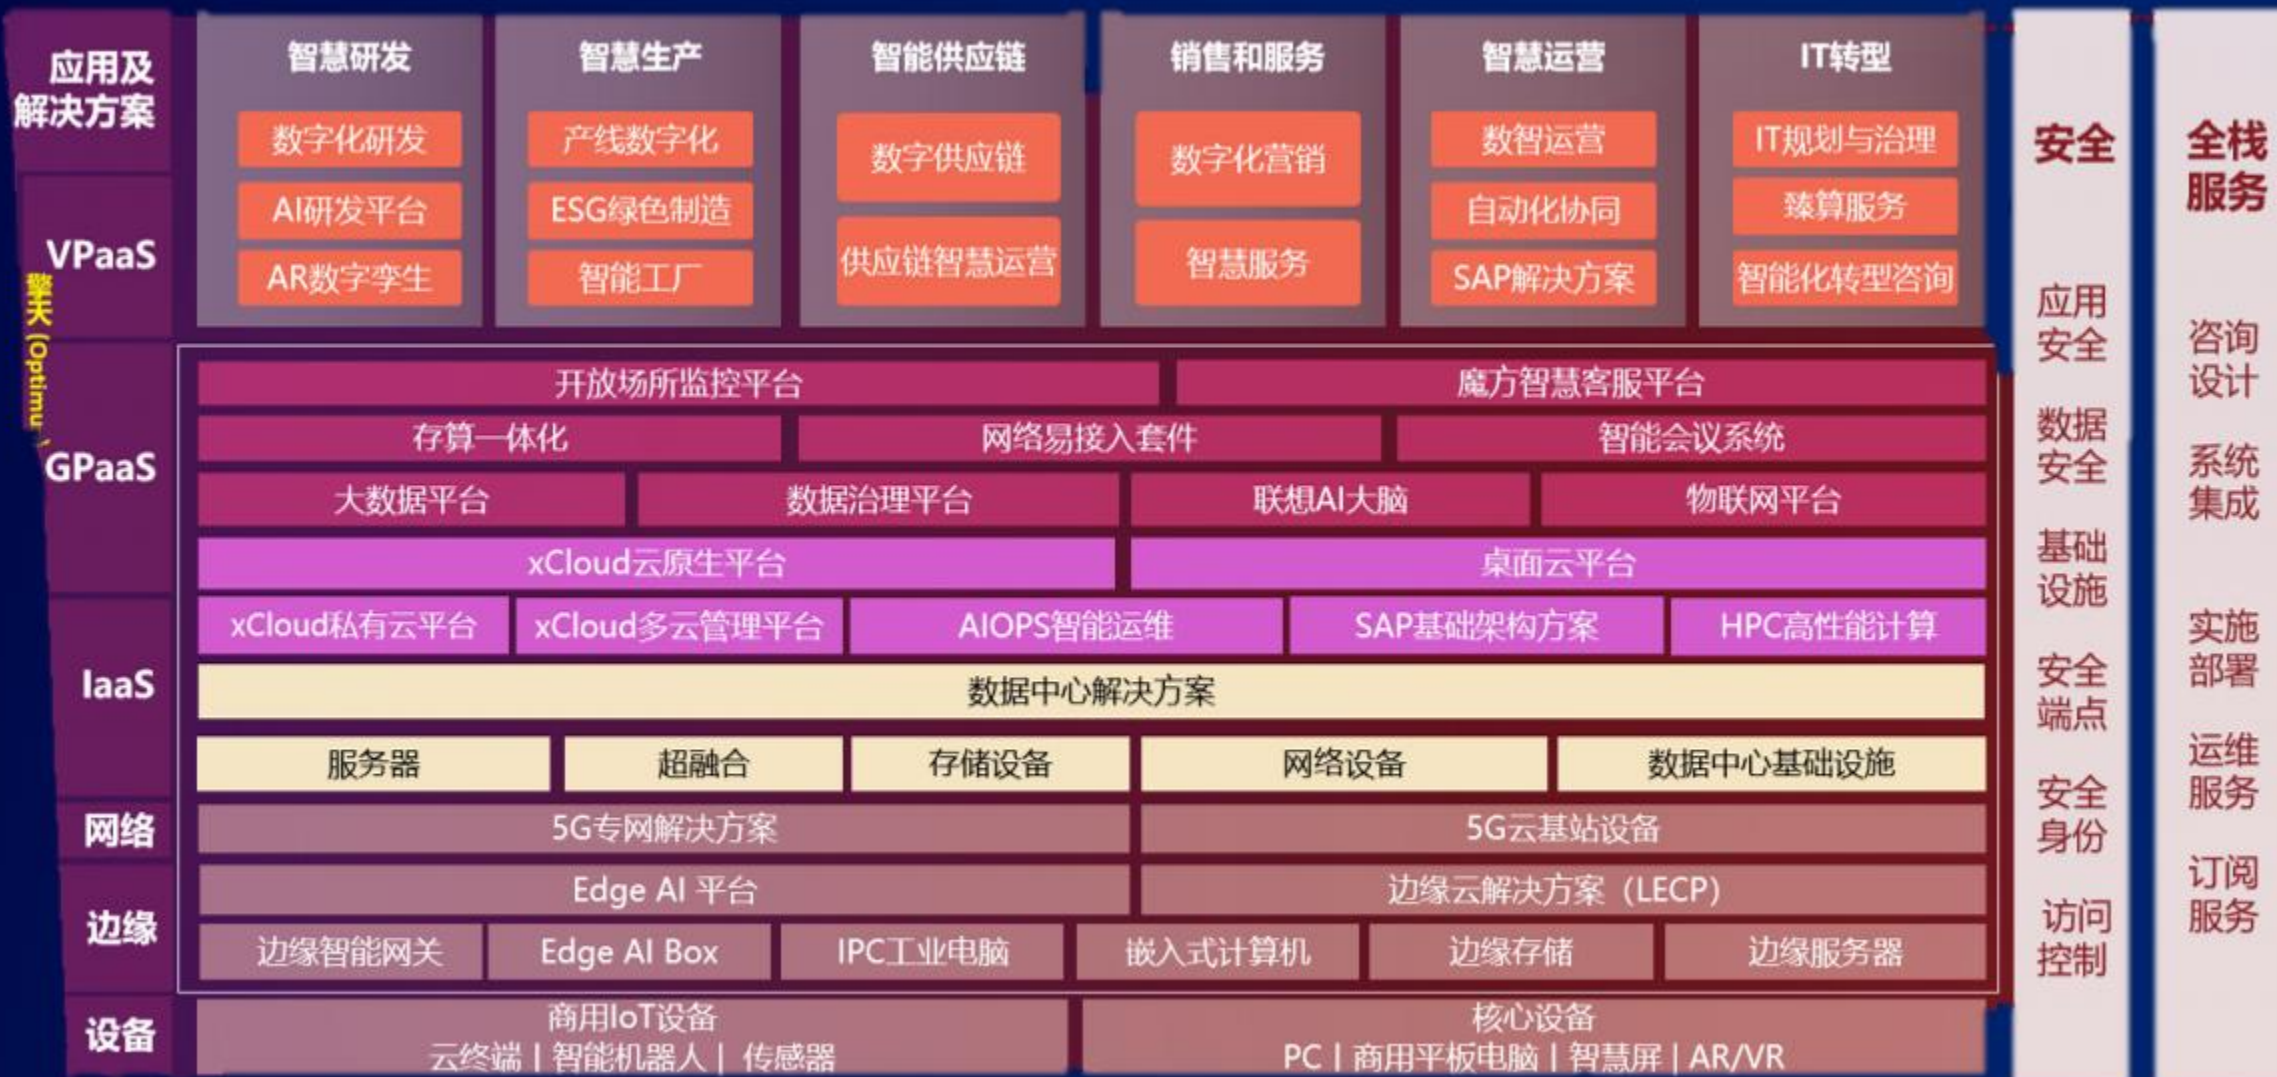 应用及
解决方案
智慧研发
数字化研发
AI研发平台
AR数字孪生
智慧生产
产线数字化
ESG绿色制造
智能工厂
智能供应链
数字供应链
供应链智慧运营
销售和服务
数字化营销
智慧服务
智慧运营
数智运营
自动化协同
SAP解决方案
IT转型
IT规划与治理
臻算服务
智能化转型咨询
VPaaS
擎天 (Optimu
GPaaS
开放场所监控平台
魔方智慧客服平台
存算一体化
网络易接入套件
智能会议系统
大数据平台
数据治理平台
联想AI大脑
物联网平台
xCloud云原生平台
桌面云平台
IaaS
xCloud私有云平台
xCloud多云管理平台
AIOPS智能运维
SAP基础架构方案
HPC高性能计算
数据中心解决方案
服务器
超融合
存储设备
网络设备
数据中心基础设施
网络
5G专网解决方案
5G云基站设备
边缘
Edge AI 平台
边缘云解决方案（LECP）
边缘智能网关
Edge AI Box
IPC工业电脑
嵌入式计算机
边缘存储
边缘服务器
设备
商用IoT设备
云终端 | 智能机器人 | 传感器
核心设备
PC | 商用平板电脑 | 智慧屏 | AR/VR
安全
应用
安全
数据
安全
基础
设施
安全
端点
安全
身份
访问
控制
全栈
服务
咨询
设计
系统
集成
实施
部署
运维
服务
订阅
服务